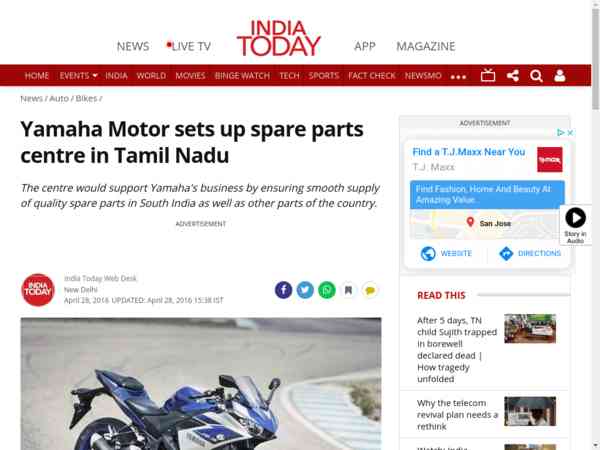 INDIA
TODAY
NEWS
LIVE TV
APP
MAGAZINE
HOME EVENTS INDIA WORLD MOVIES BINGE WATCH TECH SPORTS FACT CHECK NEWSMO
News / Auto / Bikes /
Yamaha Motor sets up spare parts
centre in Tamil Nadu
The centre would support Yamaha's business by ensuring smooth supply
of quality spare parts in South India as well as other parts of the country.
ADVERTISEMENT
INDIA
TODAY
India Today Web Desk
New Delhi
April 28, 2016 UPDATED: April 28, 2016 15:38 IST
YAMAHA
ADVERTISEMENT
Find a T.J.Maxx Near You
T.J. Maxx
Find Fashion, Home And Beauty At
Amazing Value.
San Jose
WEBSITE
DIRECTIONS
Story in
Audio
READ THIS
After 5 days, TN
child Sujith trapped
in borewell
declared dead |
How tragedy
unfolded
Why the telecom
revival plan needs a
rethink